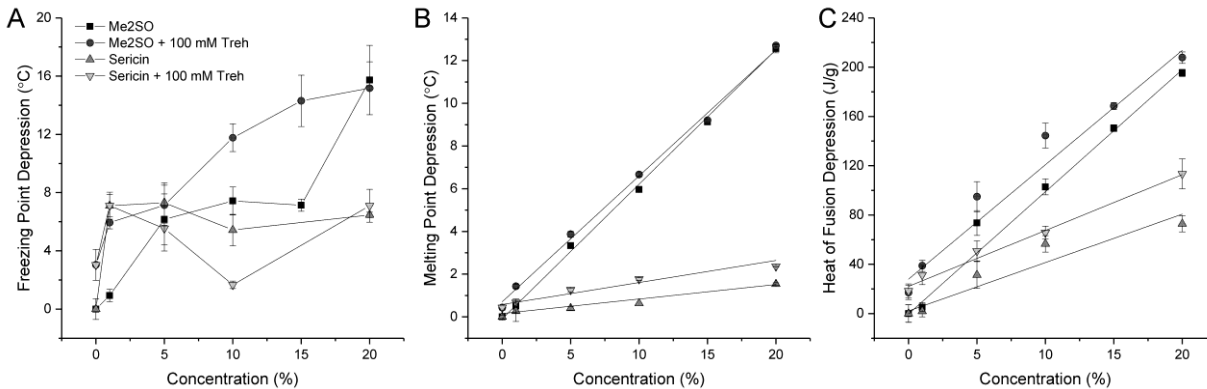 A
Freezing Point Depression (°C)
20
16
12
8
4
0
Me2SO
Me2SO + 100 mM Treh
Sericin
Sericin + 100 mM Treh
0 5 10 15 20
Concentration (%)
B
Melting Point Depression (°C)
14
12
10
8
6
4
2
0
0 5 10 15 20
Concentration (%)
C
Heat of Fusion Depression (J/g)
240
200
160
120
80
40
0
0 5 10 15 20
Concentration (%)